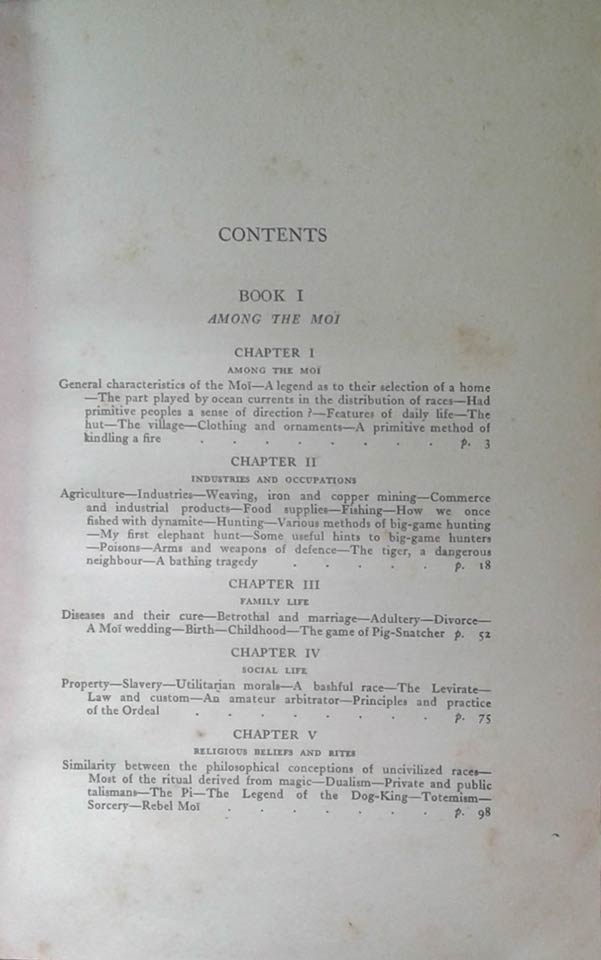 CONTENTS
BOOK I
AMONG THE MOÏ
CHAPTER I
AMONG THE MOÏ
General characteristics of the Moï—A legend as to their selection of a home
—The part played by ocean currents in the distribution of races—Had
primitive peoples a sense of direction?—Features of daily life—The
hut—The village—Clothing and ornaments—A primitive method of
kindling a fire . . . . . . . p. 3
CHAPTER II
INDUSTRIES AND OCCUPATIONS
Agriculture—Industries—Weaving, iron and copper mining—Commerce
and industrial products—Food supplies—Fishing—How we once
fished with dynamite—Hunting—Various methods of big-game hunting
—My first elephant hunt—Some useful hints to big-game hunters
—Poisons—Arms and weapons of defence—The tiger, a dangerous
neighbour—A bathing tragedy . . . . . p. 18
CHAPTER III
FAMILY LIFE
Diseases and their cure—Betrothal and marriage—Adultery—Divorce—
A Moï wedding—Birth—Childhood—The game of Pig-Snatcher p. 52
CHAPTER IV
SOCIAL LIFE
Property—Slavery—Utilitarian morals—A bashful race—The Levirate—
Law and custom—An amateur arbitrator—Principles and practice
of the Ordeal . . . . . . . . p. 75
CHAPTER V
RELIGIOUS BELIEFS AND RITES
Similarity between the philosophical conceptions of uncivilized races—
Most of the ritual derived from magic—Dualism—Private and public
talismans—The Pi—The Legend of the Dog-King—Totemism—
Sorcery—Rebel Moï . . . . . . . p. 98